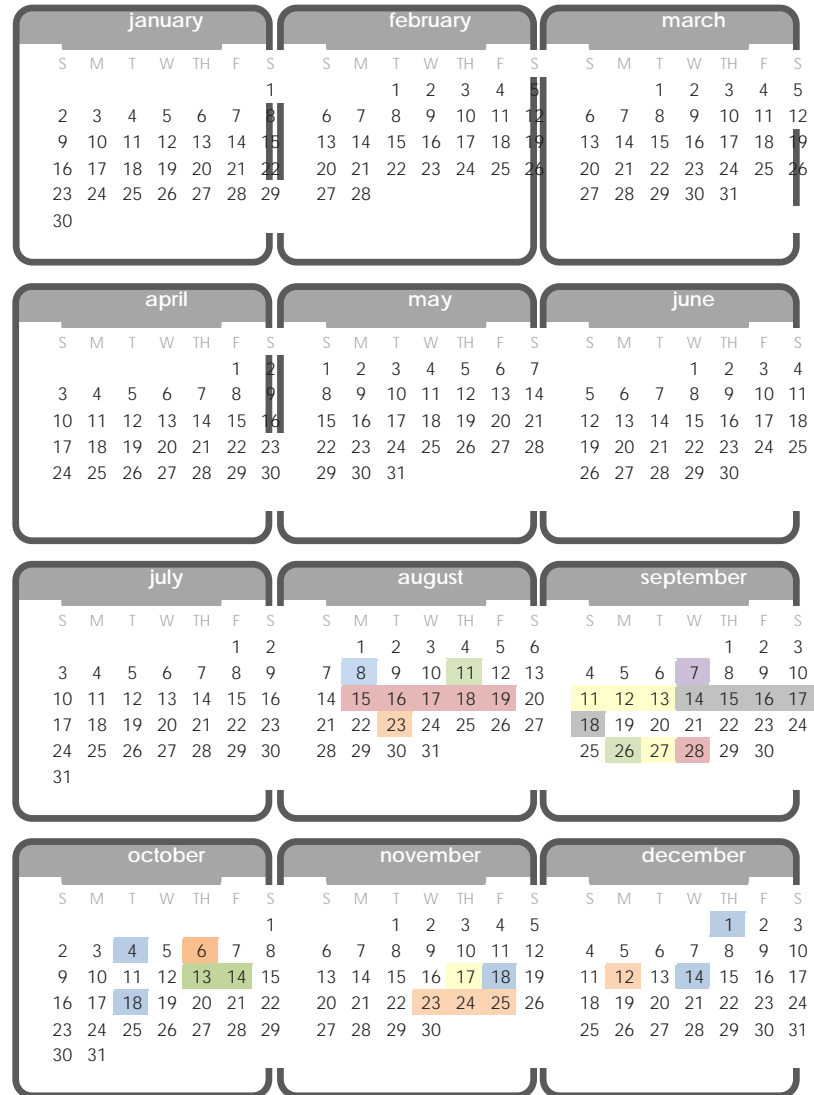 january
S M T W TH F S
1
2 3 4 5 6 7 8
9 10 11 12 13 14 15
16 17 18 19 20 21 22
23 24 25 26 27 28 29
30
february
S M T W TH F S
1 2 3 4 5
6 7 8 9 10 11 12
13 14 15 16 17 18 19
20 21 22 23 24 25 26
27 28
march
S M T W TH F S
1 2 3 4 5
6 7 8 9 10 11 12
13 14 15 16 17 18 19
20 21 22 23 24 25 26
27 28 29 30 31
april
S M T W TH F S
1 2
3 4 5 6 7 8 9
10 11 12 13 14 15 16
17 18 19 20 21 22 23
24 25 26 27 28 29 30
may
S M T W TH F S
1 2 3 4 5 6 7
8 9 10 11 12 13 14
15 16 17 18 19 20 21
22 23 24 25 26 27 28
29 30 31
june
S M T W TH F S
1 2 3 4
5 6 7 8 9 10 11
12 13 14 15 16 17 18
19 20 21 22 23 24 25
26 27 28 29 30
july
S M T W TH F S
1 2
3 4 5 6 7 8 9
10 11 12 13 14 15 16
17 18 19 20 21 22 23
24 25 26 27 28 29 30
31
august
S M T W TH F S
1 2 3 4 5 6
7 8 9 10 11 12 13
14 15 16 17 18 19 20
21 22 23 24 25 26 27
28 29 30 31
september
S M T W TH F S
1 2 3
4 5 6 7 8 9 10
11 12 13 14 15 16 17
18 19 20 21 22 23 24
25 26 27 28 29 30
october
S M T W TH F S
1
2 3 4 5 6 7 8
9 10 11 12 13 14 15
16 17 18 19 20 21 22
23 24 25 26 27 28 29
30 31
november
S M T W TH F S
1 2 3 4 5
6 7 8 9 10 11 12
13 14 15 16 17 18 19
20 21 22 23 24 25 26
27 28 29 30
december
S M T W TH F S
1 2 3
4 5 6 7 8 9 10
11 12 13 14 15 16 17
18 19 20 21 22 23 24
25 26 27 28 29 30 31